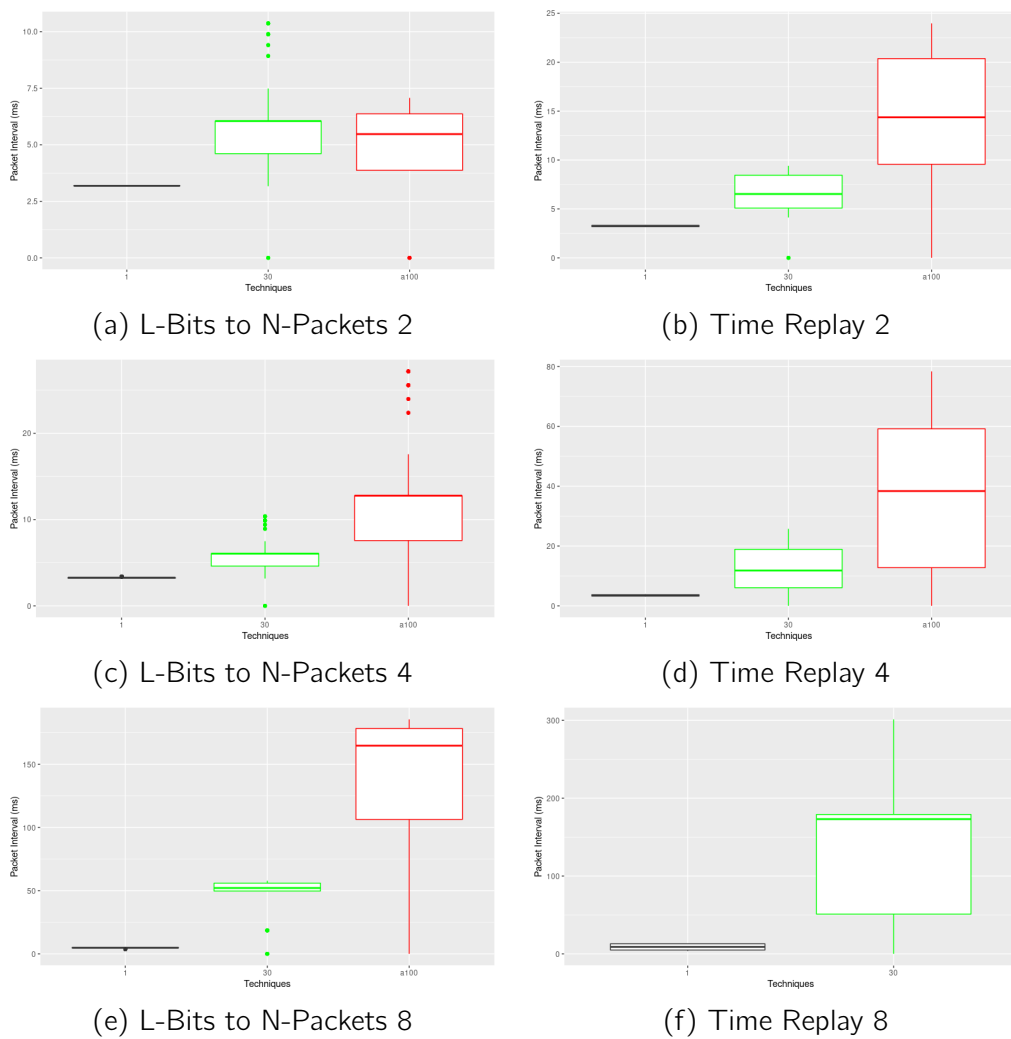 Packet Interval (ms)
10.0
7.5
5.0
2.5
0.0
1 30 a100
Techniques
(a) L-Bits to N-Packets 2
Packet Interval (ms)
25
20
15
10
5
0
1 30 a100
Techniques
(b) Time Replay 2
Packet Interval (ms)
20
10
0
1 30 a100
Techniques
(c) L-Bits to N-Packets 4
Packet Interval (ms)
80
60
40
20
0
1 30 a100
Techniques
(d) Time Replay 4
Packet Interval (ms)
150
100
50
0
1 30 a100
Techniques
(e) L-Bits to N-Packets 8
Packet Interval (ms)
300
200
100
0
1 30
Techniques
(f) Time Replay 8